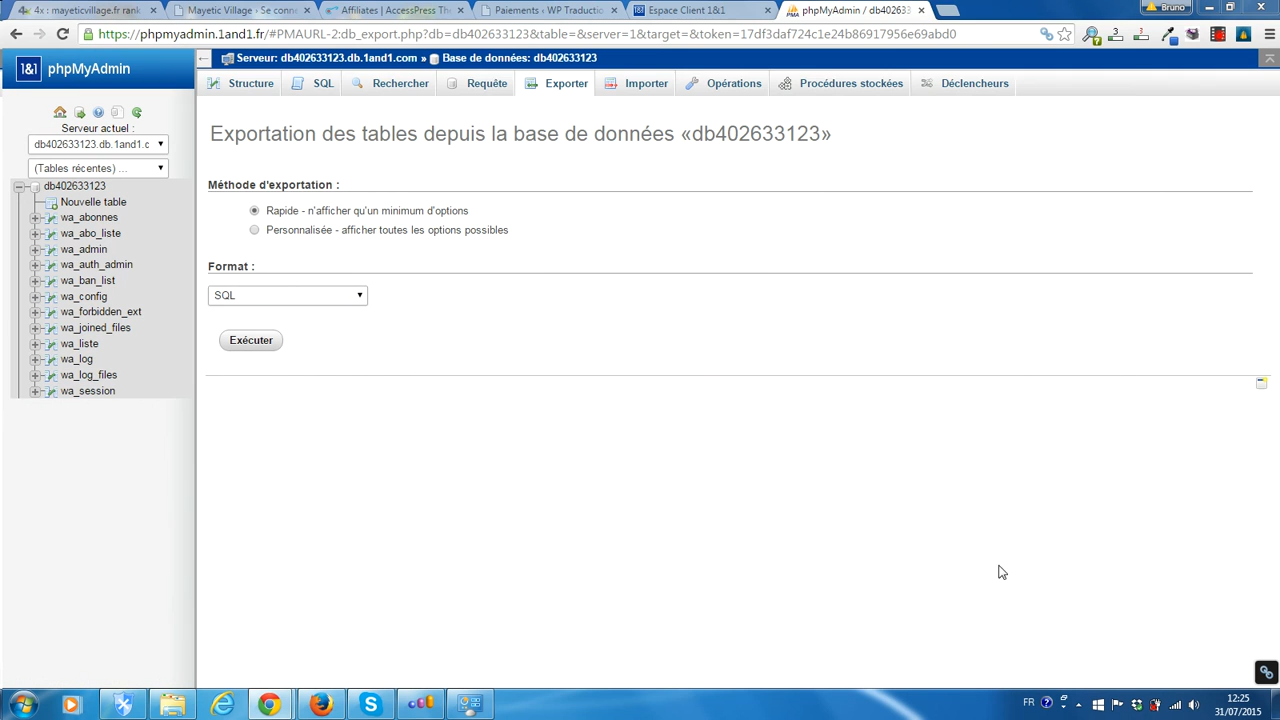 4x : mayeticvillage.fr rank
Mayetic Village › Se conne
Affiliates | AccessPress The
Paiements ‹ WP Traductio
Espace Client 1&1
phpMyAdmin / db402633
Bruno
https://phpmyadmin.1and1.fr/#PMAURL-2:db_export.php?db=db402633123&table=&server=1&target=&token=17df3daf724c1e24b86917956e69abd0
3
3
1&1 phpMyAdmin
Serveur: db402633123.db.1and1.com » Base de données: db402633123
Structure
SQL
Rechercher
Requête
Exporter
Importer
Opérations
Procédures stockées
Déclencheurs
Serveur actuel :
db402633123.db.1and1.c
(Tables récentes) ...
db402633123
Nouvelle table
wa_abonnes
wa_abo_liste
wa_admin
wa_auth_admin
wa_ban_list
wa_config
wa_forbidden_ext
wa_joined_files
wa_liste
wa_log
wa_log_files
wa_session
Exportation des tables depuis la base de données «db402633123»
Méthode d'exportation :
Rapide - n'afficher qu'un minimum d'options
Personnalisée - afficher toutes les options possibles
Format :
SQL
Exécuter
FR
12:25
31/07/2015